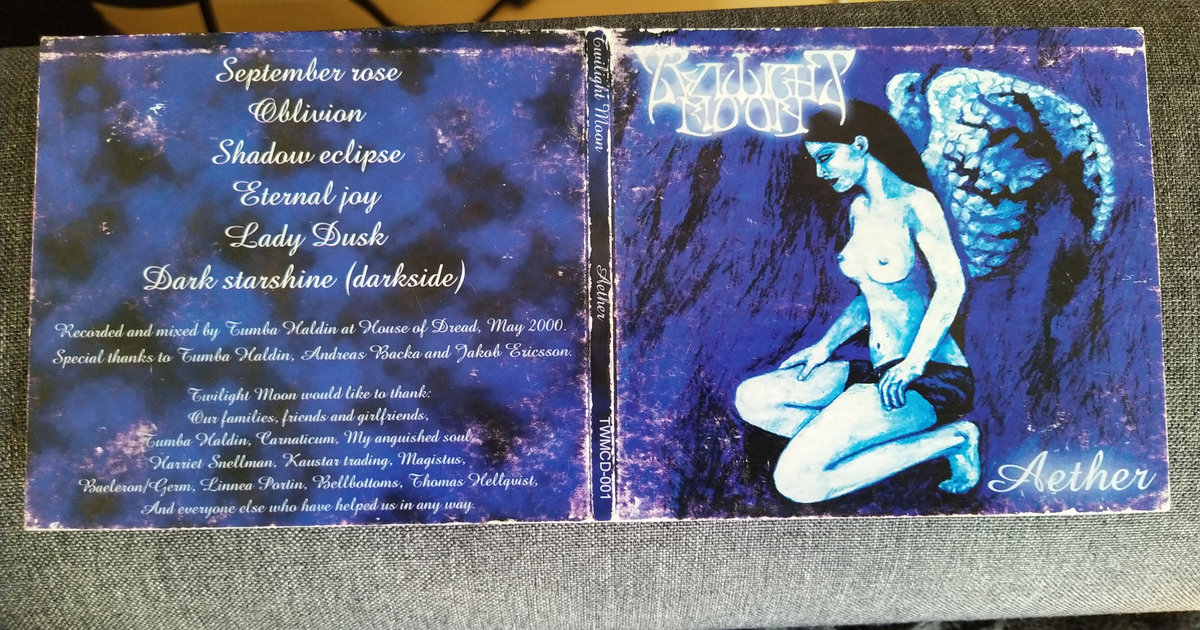 September rose
Oblivion
Shadow eclipse
Eternal joy
Lady Dusk
Dark starshine (darkside)
Recorded and mixed by Tumba Haldin at House of Dread, May 2000.
Special thanks to Tumba Haldin, Andreas Backa and Jakob Ericsson.
Twilight Moon would like to thank:
Our families, friends and girlfriends,
Tumba Haldin, Carnaticum, My anguished soul,
Harriet Snellman, Kaustar trading, Magistus,
Baeleron/Germ, Linnea Portin, Bellbottoms, Thomas Hellqvist,
And everyone else who have helped us in any way.
Twilight Moon
Aether
TWMCD-001
TWILIGHT
MOON
Aether